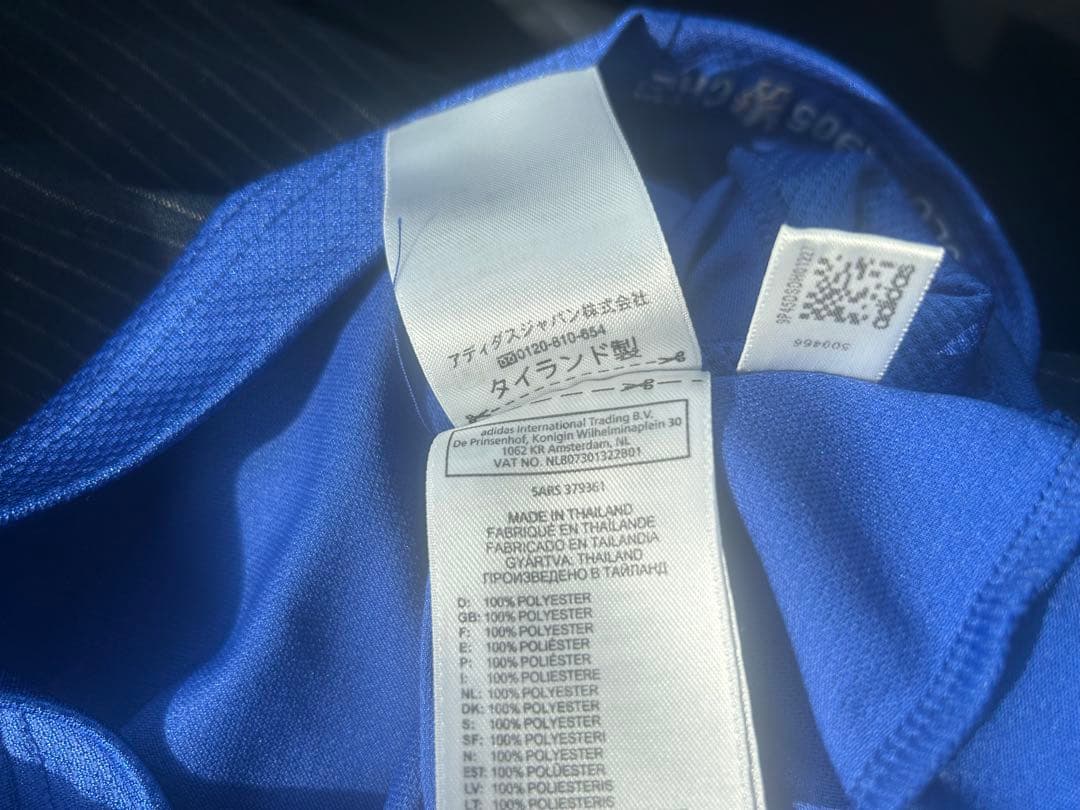 アディダスジャパン株式会社
0120-810-654
タイランド製
adidas International Trading B.V.
De Prinsenhof, Konigin Wilhelminaplein 30
1062 KR Amsterdam, NL
VAT NO. NL807301322B01
SARS 379361
MADE IN THAILAND
FABRIQUÉ EN THAÏLANDE
FABRICADO EN TAILANDIA
GYÁRTVA: THAILAND
ПРОИЗВЕДЕНО В ТАЙЛАНД
D: 100% POLYESTER
GB: 100% POLYESTER
F: 100% POLYESTER
E: 100% POLIÉSTER
P: 100% POLIÉSTER
I: 100% POLIESTERE
NL: 100% POLYESTER
DK: 100% POLYESTER
S: 100% POLYESTER
SF: 100% POLYESTERI
N: 100% POLYESTER
EST: 100% POLÜESTER
LV: 100% POLIESTERIS
LT: 100% POLIESTERIS
509466